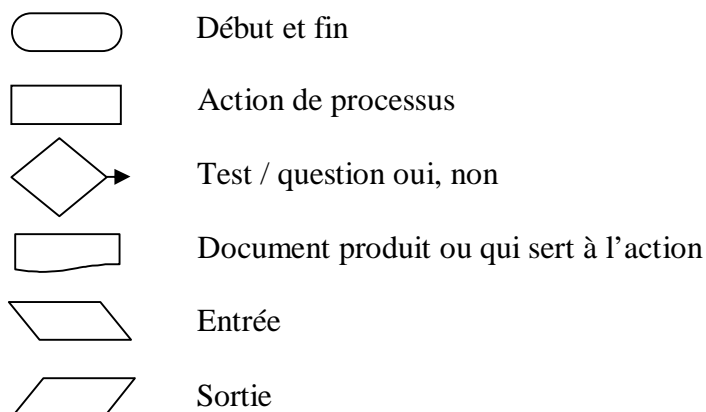 Début et fin
Action de processus
Test / question oui, non
Document produit ou qui sert à l’action
Entrée
Sortie